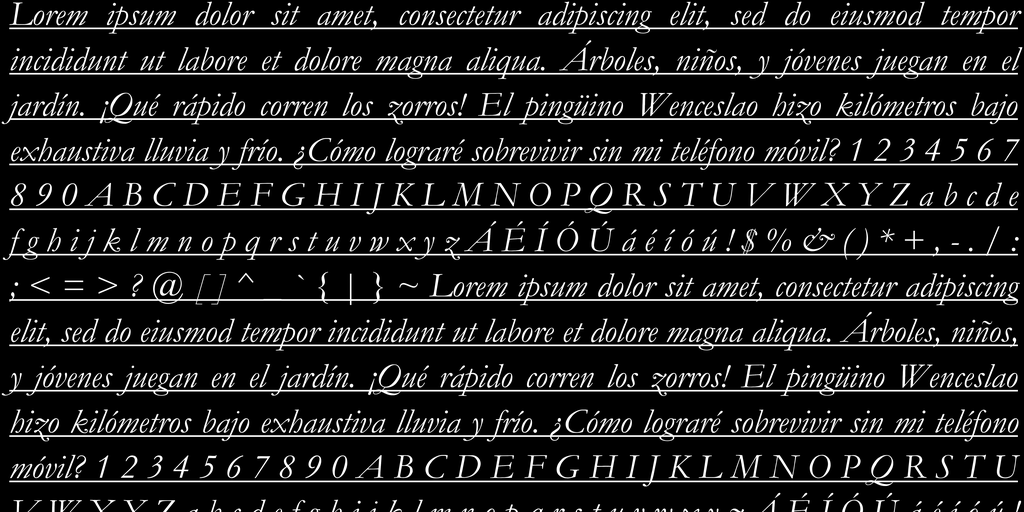 Lorem ipsum dolor sit amet, consectetur adipiscing elit, sed do eiusmod tempor
incididunt ut labore et dolore magna aliqua. Árboles, niños, y jóvenes juegan en el
jardín. ¡Qué rápido corren los zorros! El pingüino Wenceslao hizo kilómetros bajo
exhaustiva lluvia y frío. ¿Cómo lograré sobrevivir sin mi teléfono móvil? 1 2 3 4 5 6 7
8 9 0 A B C D E F G H I J K L M N O P Q R S T U V W X Y Z a b c d e
f g h i j k l m n o p q r s t u v w x y z Á É Í Ó Ú á é í ó ú ! $ % & ( ) * + , - . / :
; < = > ? @ [ ] ^ _ ` { | } ~ Lorem ipsum dolor sit amet, consectetur adipiscing
elit, sed do eiusmod tempor incididunt ut labore et dolore magna aliqua. Árboles, niños,
y jóvenes juegan en el jardín. ¡Qué rápido corren los zorros! El pingüino Wenceslao
hizo kilómetros bajo exhaustiva lluvia y frío. ¿Cómo lograré sobrevivir sin mi teléfono
móvil? 1 2 3 4 5 6 7 8 9 0 A B C D E F G H I J K L M N O P Q R S T U
V W X Y Z a b c d e f g h i j k l m n o p q r s t u v w x y z Á É Í Ó Ú á é í ó ú !